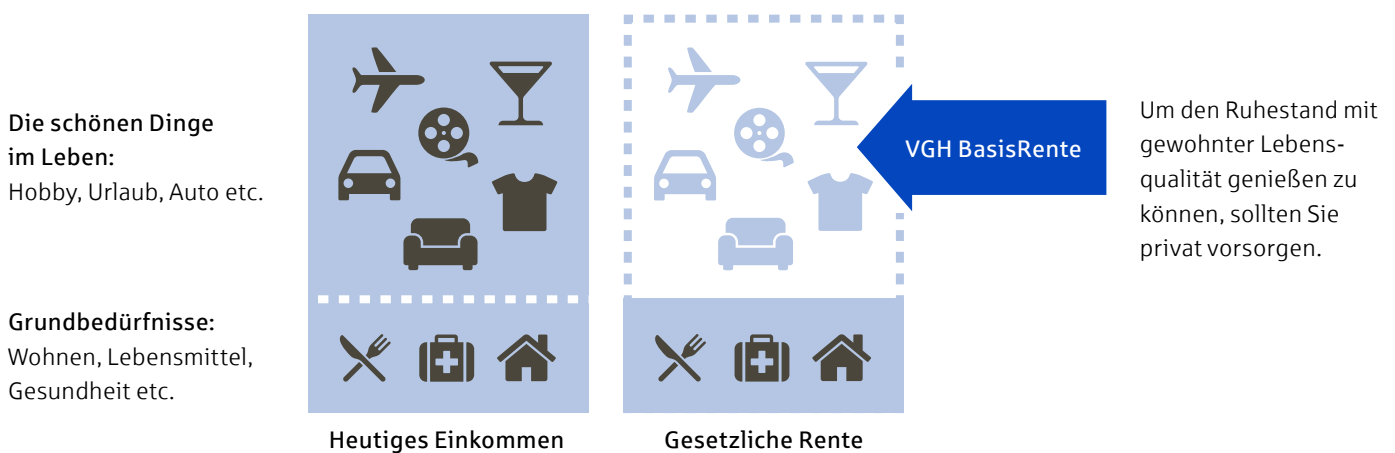 Die schönen Dinge
im Leben:
Hobby, Urlaub, Auto etc.
Grundbedürfnisse:
Wohnen, Lebensmittel,
Gesundheit etc.
Heutiges Einkommen
Gesetzliche Rente
VGH BasisRente
Um den Ruhestand mit
gewohnter Lebens-
qualität genießen zu
können, sollten Sie
privat vorsorgen.